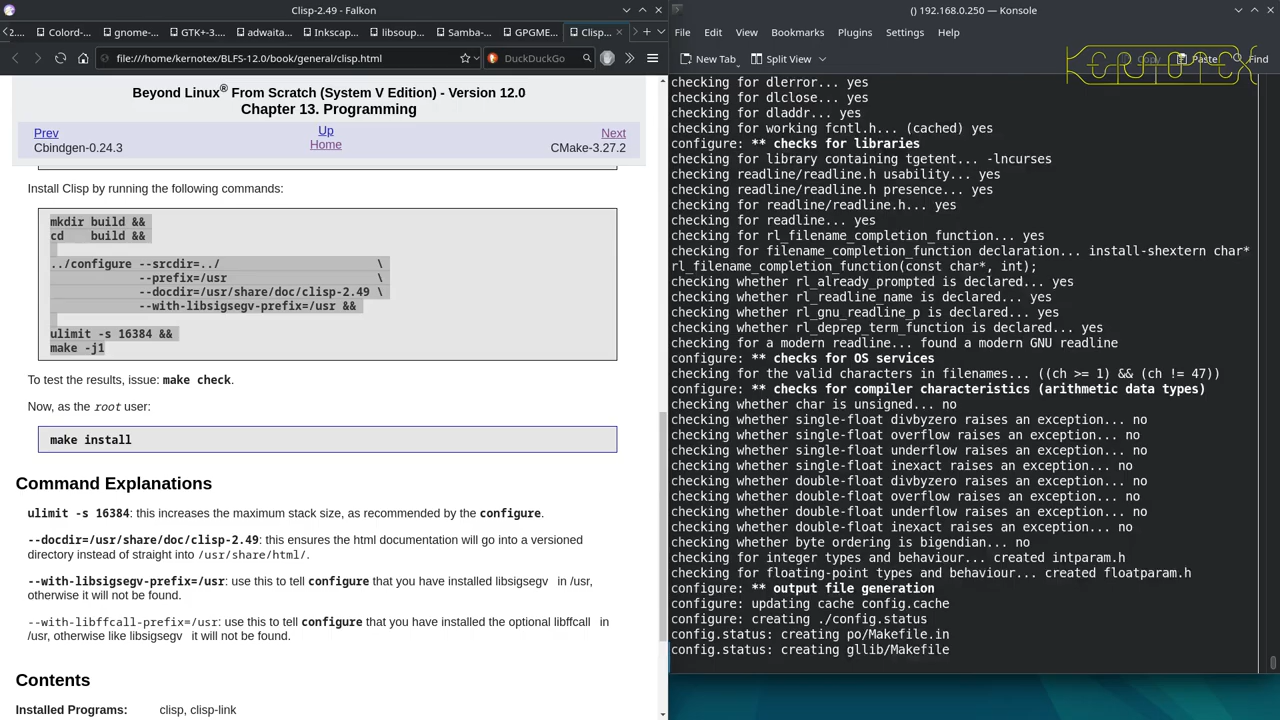 Clisp-2.49 - Falkon
2....
Colord-...
gnome-...
GTK+-3....
adwaita...
Inkscap...
libsoup...
Samba-...
GPGME...
Clisp...
file:///home/kernotex/BLFS-12.0/book/general/clisp.html
DuckDuckGo
Beyond Linux® From Scratch (System V Edition) - Version 12.0
Chapter 13. Programming
Prev
Up
Next
Cbindgen-0.24.3
Home
CMake-3.27.2
Install Clisp by running the following commands:
mkdir build &&
cd    build &&
../configure --srcdir=../                      \
             --prefix=/usr                     \
             --docdir=/usr/share/doc/clisp-2.49 \
             --with-libsigsegv-prefix=/usr &&
ulimit -s 16384 &&
make -j1
To test the results, issue: make check.
Now, as the root user:
make install
Command Explanations
ulimit -s 16384: this increases the maximum stack size, as recommended by the configure.
--docdir=/usr/share/doc/clisp-2.49: this ensures the html documentation will go into a versioned
directory instead of straight into /usr/share/html/.
--with-libsigsegv-prefix=/usr: use this to tell configure that you have installed libsigsegv in /usr,
otherwise it will not be found.
--with-libffcall-prefix=/usr: use this to tell configure that you have installed the optional libffcall in
/usr, otherwise like libsigsegv it will not be found.
Contents
Installed Programs: clisp, clisp-link
() 192.168.0.250 — Konsole
File Edit View Bookmarks Plugins Settings Help
New Tab
Split View
Copy
Paste
Find
KERNOTEX
checking for dlerror... yes
checking for dlclose... yes
checking for dladdr... yes
checking for working fcntl.h... (cached) yes
configure: ** checks for libraries
checking for library containing tgetent... -lncurses
checking readline/readline.h usability... yes
checking readline/readline.h presence... yes
checking for readline/readline.h... yes
checking for readline... yes
checking for rl_filename_completion_function... yes
checking for filename_completion_function declaration... install-shextern char*
rl_filename_completion_function(const char*, int);
checking whether rl_already_prompted is declared... yes
checking whether rl_readline_name is declared... yes
checking whether rl_gnu_readline_p is declared... yes
checking whether rl_deprep_term_function is declared... yes
checking for a modern readline... found a modern GNU readline
configure: ** checks for OS services
checking for the valid characters in filenames... ((ch >= 1) && (ch != 47))
configure: ** checks for compiler characteristics (arithmetic data types)
checking whether char is unsigned... no
checking whether single-float divbyzero raises an exception... no
checking whether single-float overflow raises an exception... no
checking whether single-float underflow raises an exception... no
checking whether single-float inexact raises an exception... no
checking whether double-float divbyzero raises an exception... no
checking whether double-float overflow raises an exception... no
checking whether double-float underflow raises an exception... no
checking whether double-float inexact raises an exception... no
checking whether byte ordering is bigendian... no
checking for integer types and behaviour... created intparam.h
checking for floating-point types and behaviour... created floatparam.h
configure: ** output file generation
configure: updating cache config.cache
configure: creating ./config.status
config.status: creating po/Makefile.in
config.status: creating gllib/Makefile